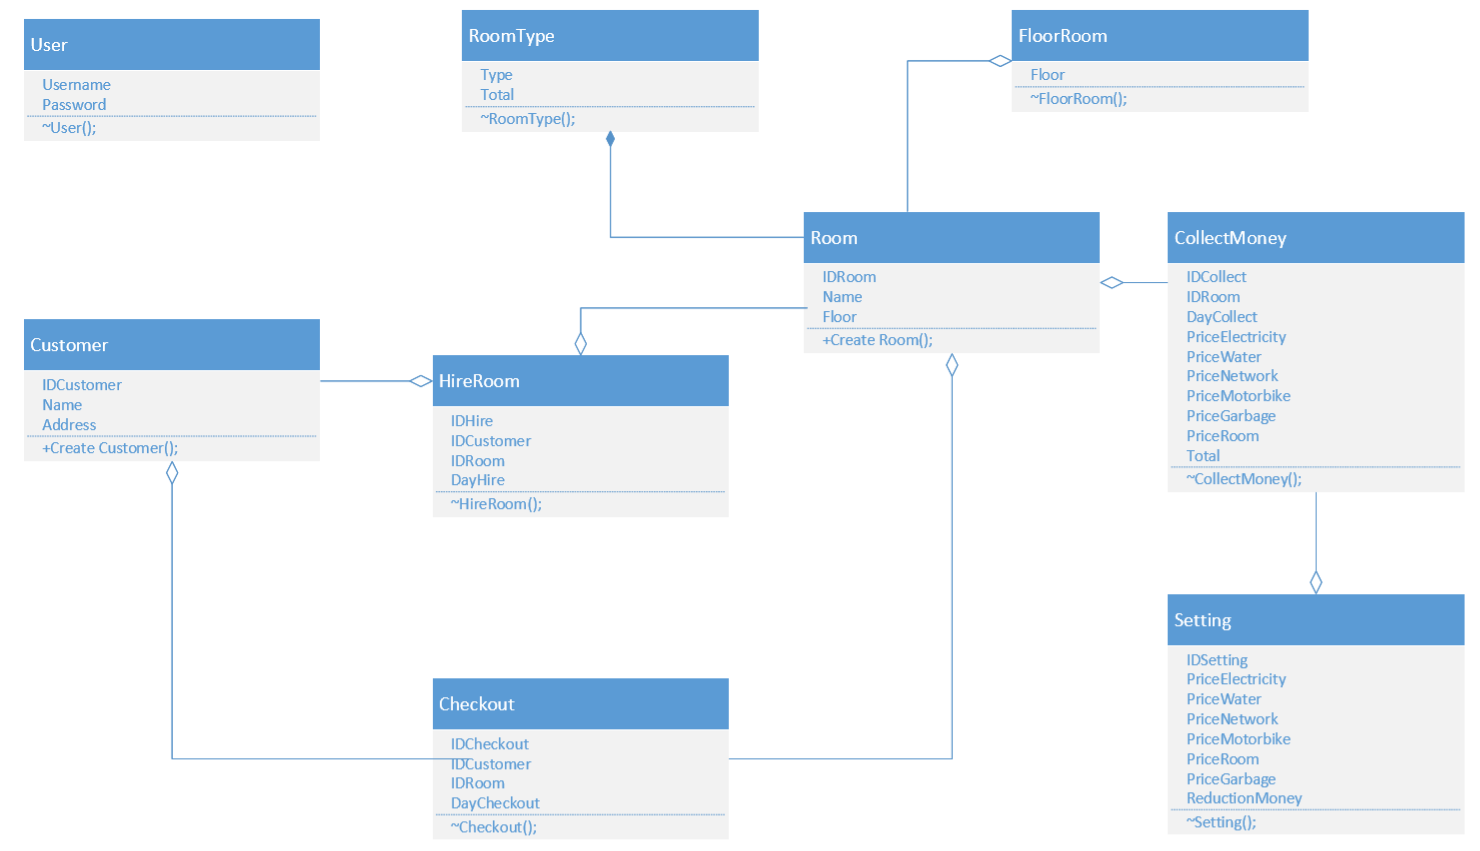 User
Username
Password
~User();
RoomType
Type
Total
~RoomType();
FloorRoom
Floor
~FloorRoom();
Room
IDRoom
Name
Floor
+Create Room();
CollectMoney
IDCollect
IDRoom
DayCollect
PriceElectricity
PriceWater
PriceNetwork
PriceMotorbike
PriceGarbage
PriceRoom
Total
~CollectMoney();
Customer
IDCustomer
Name
Address
+Create Customer();
HireRoom
IDHire
IDCustomer
IDRoom
DayHire
~HireRoom();
Checkout
IDCheckout
IDCustomer
IDRoom
DayCheckout
~Checkout();
Setting
IDSetting
PriceElectricity
PriceWater
PriceNetwork
PriceMotorbike
PriceRoom
PriceGarbage
ReductionMoney
~Setting();